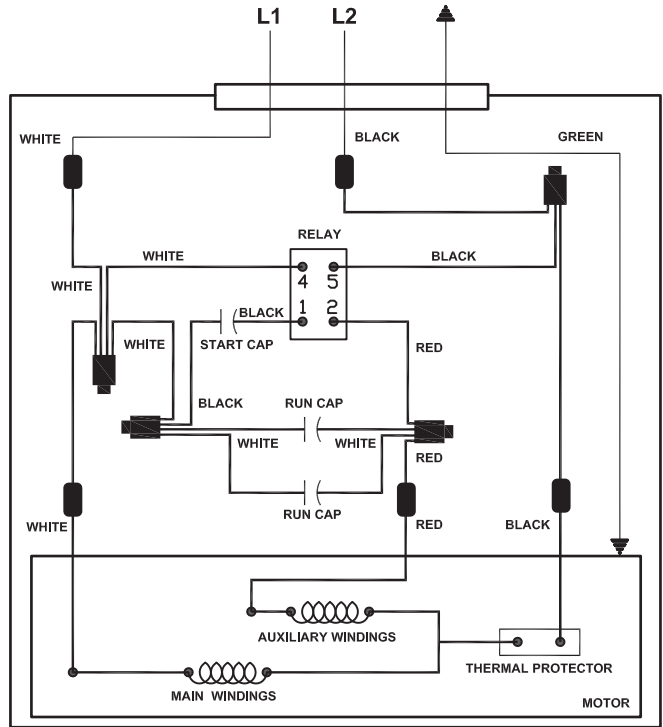 L1 L2
WHITE BLACK GREEN
RELAY
WHITE BLACK
WHITE 4 5
BLACK 1 2
WHITE START CAP RED
BLACK RUN CAP
WHITE WHITE RED
RUN CAP
WHITE RED BLACK
AUXILIARY WINDINGS
THERMAL PROTECTOR
MAIN WINDINGS
MOTOR